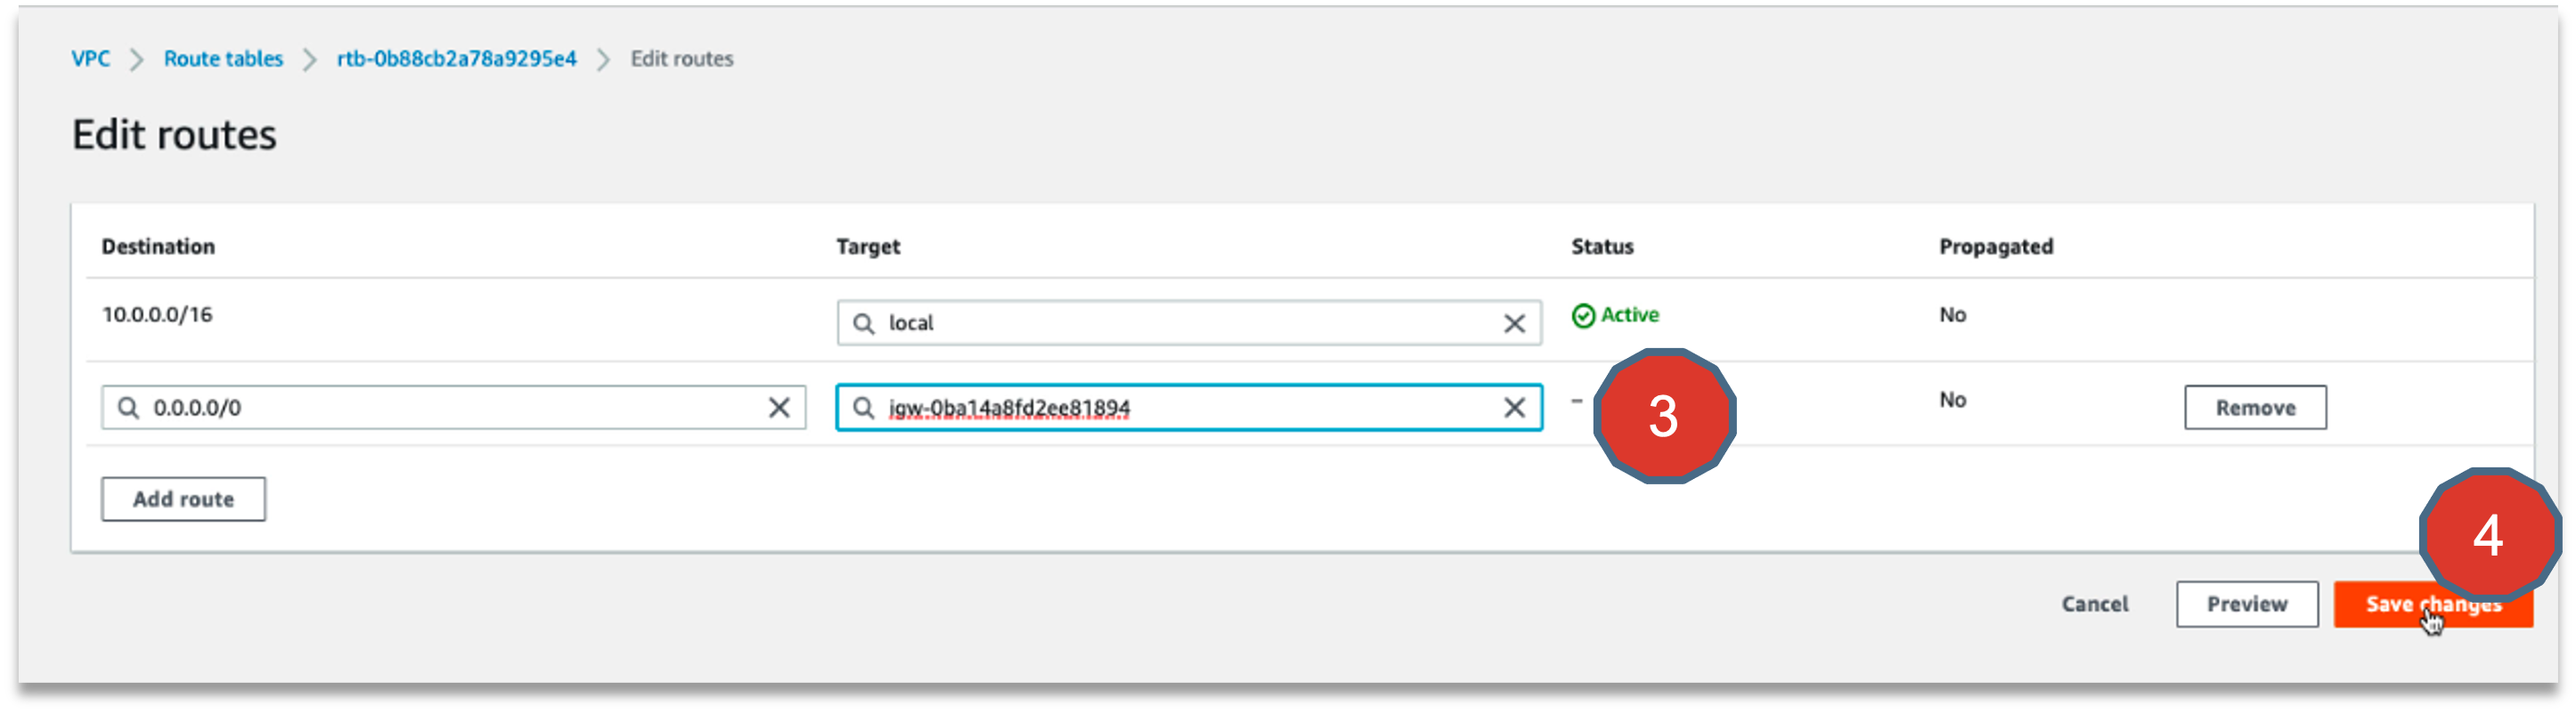 VPC > Route tables > rtb-0b88cb2a78a9295e4 > Edit routes
Edit routes
Destination Target Status Propagated
10.0.0.0/16 local Active No
0.0.0.0/0 igw-0ba14a8fd2ee81894 – 3 No Remove
Add route
4
Cancel Preview Save changes